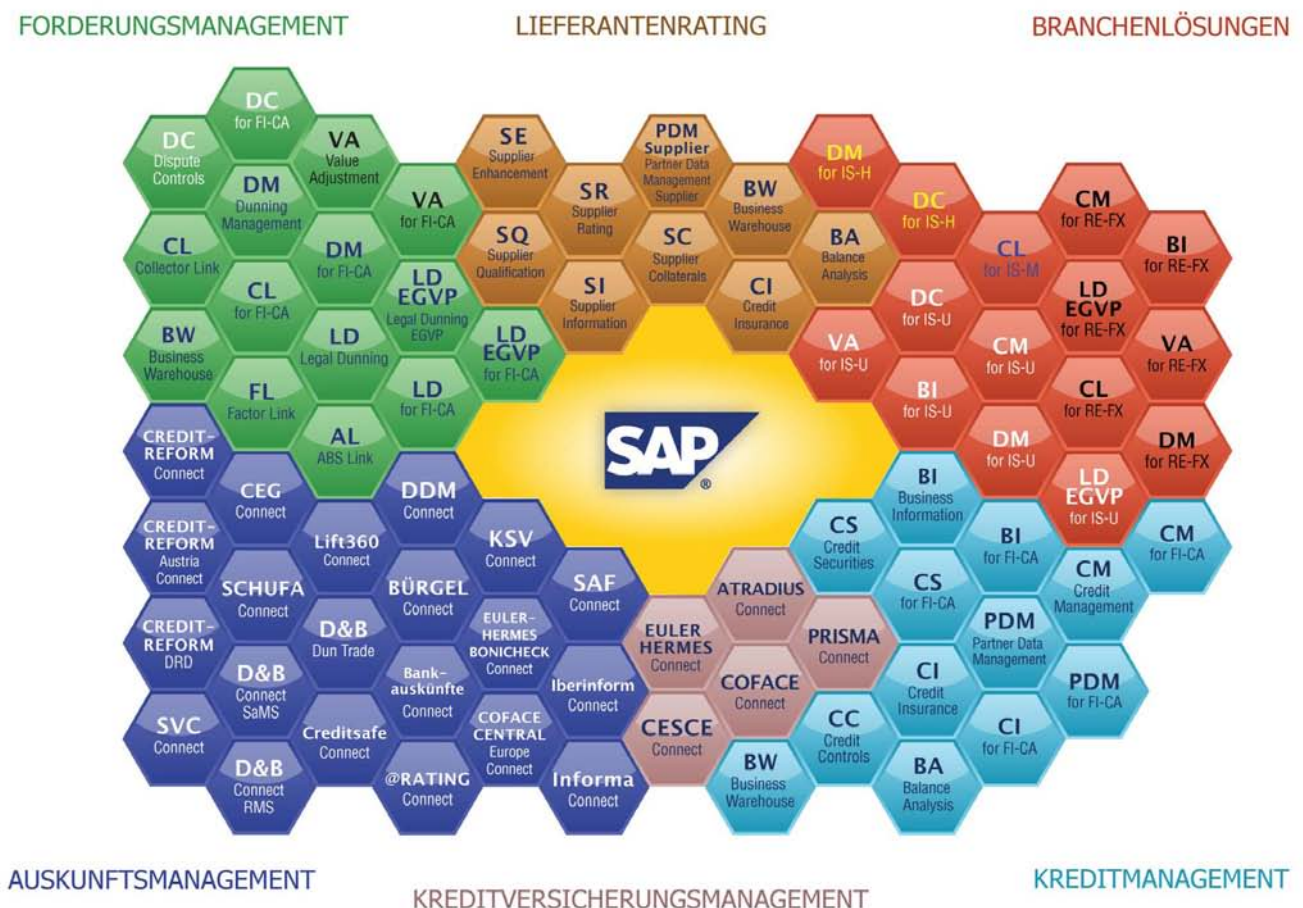 FORDERUNGSMANAGEMENT
LIEFERANTENRATING
BRANCHENLÖSUNGEN
DC
for FI-CA
DC
Dispute
Controls
VA
Value
Adjustment
DM
Dunning
Management
VA
for FI-CA
CL
Collector Link
DM
for FI-CA
CL
for FI-CA
LD
EGVP
Legal Dunning
EGVP
BW
Business
Warehouse
LD
Legal Dunning
LD
EGVP
for FI-CA
FL
Factor Link
LD
for FI-CA
AL
ABS Link
SE
Supplier
Enhancement
PDM
Supplier
Partner Data
Management
Supplier
SR
Supplier
Rating
BW
Business
Warehouse
SQ
Supplier
Qualification
SC
Supplier
Collaterals
BA
Balance
Analysis
SI
Supplier
Information
CI
Credit
Insurance
DM
for IS-H
DC
for IS-H
CM
for RE-FX
CL
for IS-M
BI
for RE-FX
DC
for IS-U
LD
EGVP
for RE-FX
VA
for IS-U
CM
for IS-U
VA
for RE-FX
BI
for IS-U
CL
for RE-FX
DM
for IS-U
DM
for RE-FX
LD
EGVP
for IS-U
SAP
®
CREDIT-
REFORM
Connect
CEG
Connect
DDM
Connect
CREDIT-
REFORM
Austria
Connect
Lift360
Connect
KSV
Connect
SCHUFA
Connect
BÜRGEL
Connect
SAF
Connect
CREDIT-
REFORM
DRD
D&B
Dun Trade
EULER-
HERMES
BONICHECK
Connect
D&B
Connect
SaMS
Bank-
auskünfte
Connect
Iberinform
Connect
SVC
Connect
Creditsafe
Connect
COFACE
CENTRAL
Europe
Connect
D&B
Connect
RMS
@RATING
Connect
Informa
Connect
ATRADIUS
Connect
EULER
HERMES
Connect
PRISMA
Connect
COFACE
Connect
CESCE
Connect
BI
Business
Information
CS
Credit
Securities
BI
for FI-CA
CM
for FI-CA
CS
for FI-CA
CM
Credit
Management
PDM
Partner Data
Management
CI
Credit
Insurance
PDM
for FI-CA
CC
Credit
Controls
CI
for FI-CA
BW
Business
Warehouse
BA
Balance
Analysis
AUSKUNFTSMANAGEMENT
KREDITVERSICHERUNGSMANAGEMENT
KREDITMANAGEMENT